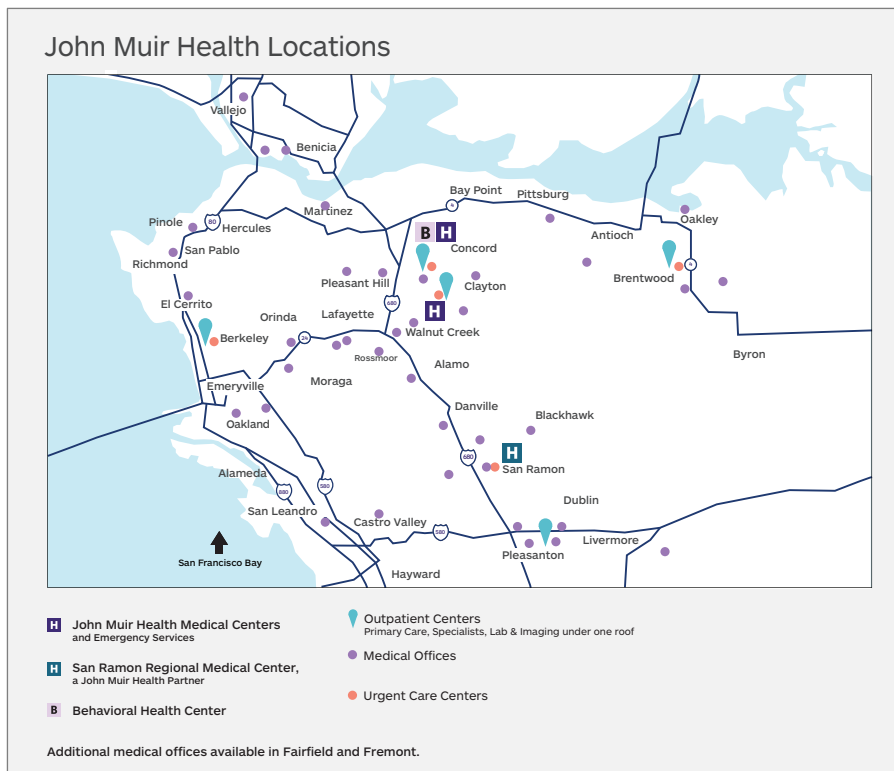 John Muir Health Locations
Vallejo
Benicia
Martinez
Bay Point
Pittsburg
4
Pinole
80
Hercules
Oakley
San Pablo
Antioch
B
H
Richmond
Concord
4
Brentwood
Pleasant Hill
Clayton
El Cerrito
680
H
Orinda
Lafayette
Berkeley
24
Walnut Creek
Rossmoor
Byron
Alamo
Emeryville
Moraga
Danville
Blackhawk
Oakland
H
680
San Ramon
Alameda
880
580
Dublin
San Leandro
Castro Valley
580
Livermore
Pleasanton
San Francisco Bay
Hayward
H
John Muir Health Medical Centers
and Emergency Services
H
San Ramon Regional Medical Center,
a John Muir Health Partner
B
Behavioral Health Center
Outpatient Centers
Primary Care, Specialists, Lab & Imaging under one roof
Medical Offices
Urgent Care Centers
Additional medical offices available in Fairfield and Fremont.